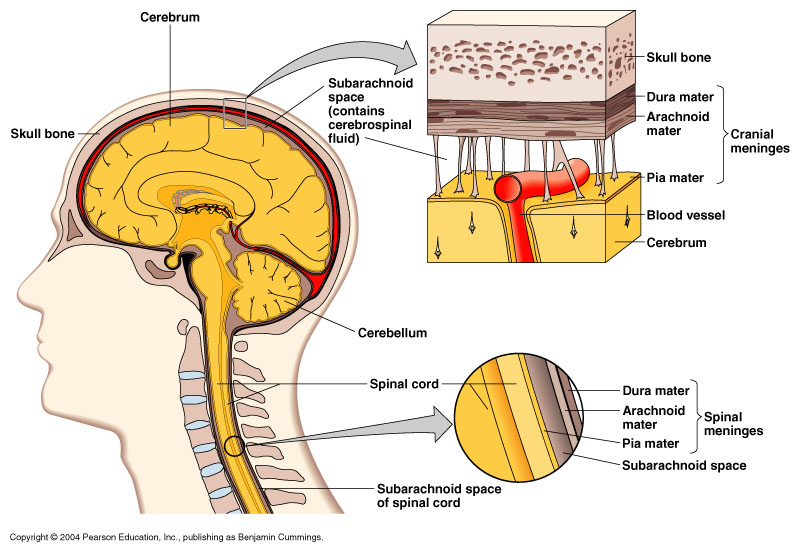 Cerebrum
Skull bone
Subarachnoid
space
(contains
cerebrospinal
fluid)
Skull bone
Dura mater
Arachnoid
mater
Cranial
meninges
Pia mater
Blood vessel
Cerebrum
Cerebellum
Spinal cord
Dura mater
Arachnoid
mater
Spinal
meninges
Pia mater
Subarachnoid space
Subarachnoid space
of spinal cord
Copyright © 2004 Pearson Education, Inc., publishing as Benjamin Cummings.